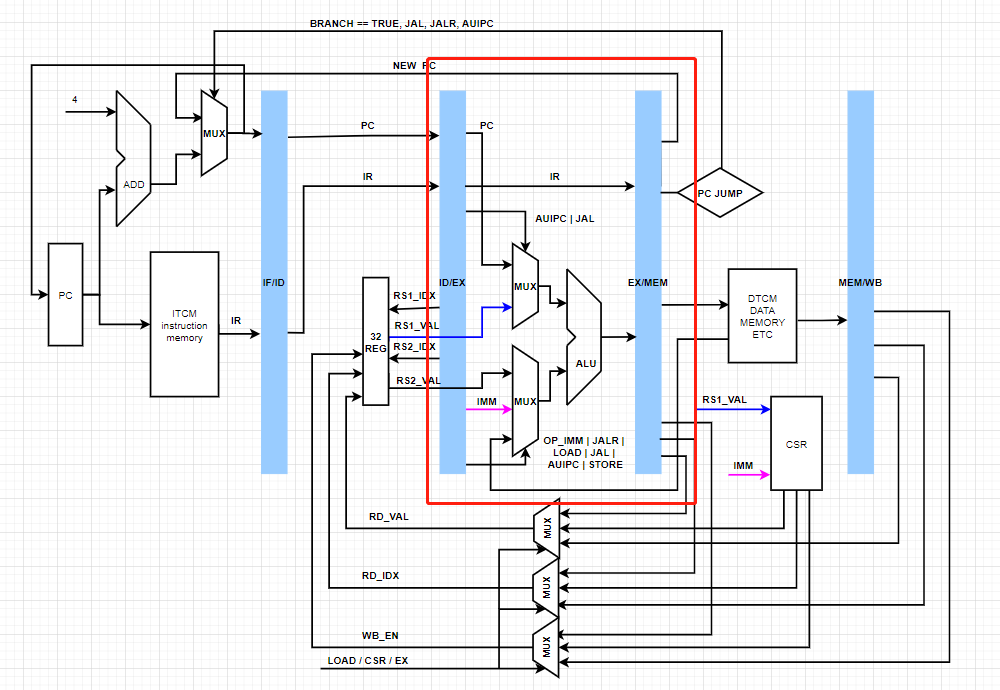 BRANCH == TRUE, JAL, JALR, AUIPC
NEW_PC
4
MUX
PC
PC
ADD
IR
IR
AUIPC | JAL
PC JUMP
PC
ITCM
instruction
memory
IR
IF/ID
ID/EX
EX/MEM
MEM/WB
MUX
RS1_IDX
RS1_VAL
RS2_IDX
RS2_VAL
32
REG
IMM
MUX
ALU
DTCM
DATA
MEMORY
ETC
OP_IMM | JALR |
LOAD | JAL |
AUIPC | STORE
RS1_VAL
CSR
IMM
RD_VAL
MUX
RD_IDX
MUX
WB_EN
MUX
LOAD / CSR / EX